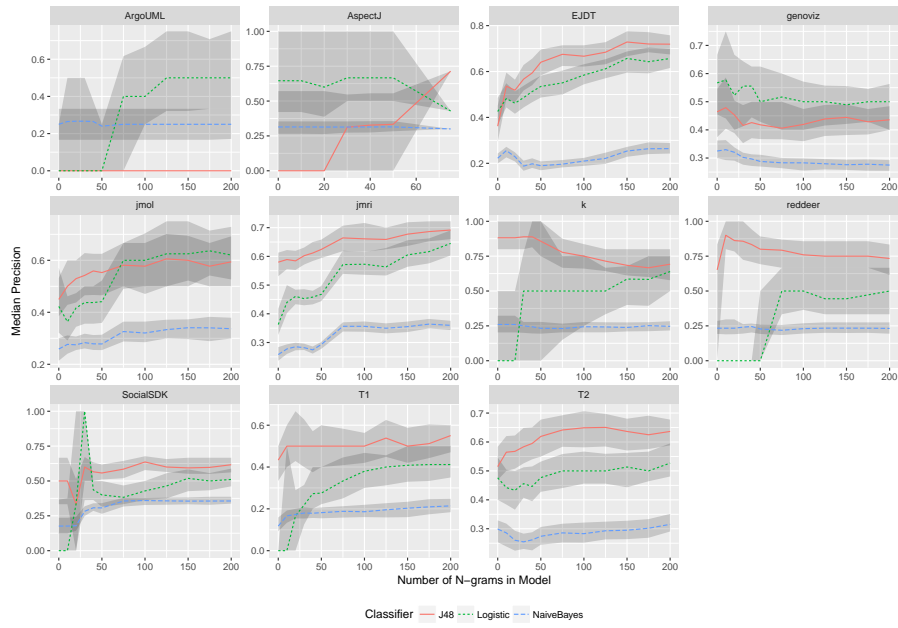 ArgoUML AspectJ EJDT genoviz
0.6
0.4
0.2
0.0
0 50 100 150 200
1.00
0.75
0.50
0.25
0.00
0 20 40 60
0.8
0.6
0.4
0.2
0 50 100 150 200
0.7
0.5
0.3
0 50 100 150 200
jmol jmri k reddeer
0.6
0.4
0.2
0 50 100 150 200
0.7
0.6
0.5
0.4
0.3
0 50 100 150 200
1.00
0.75
0.50
0.25
0.00
0 50 100 150 200
1.00
0.75
0.50
0.25
0.00
0 50 100 150 200
SocialSDK T1 T2
1.00
0.75
0.50
0.25
0.00
0 50 100 150 200
0.6
0.4
0.2
0.0
0 50 100 150 200
0.7
0.6
0.5
0.4
0.3
0 50 100 150 200
Median Precision
Number of N-grams in Model
Classifier J48 Logistic NaiveBayes